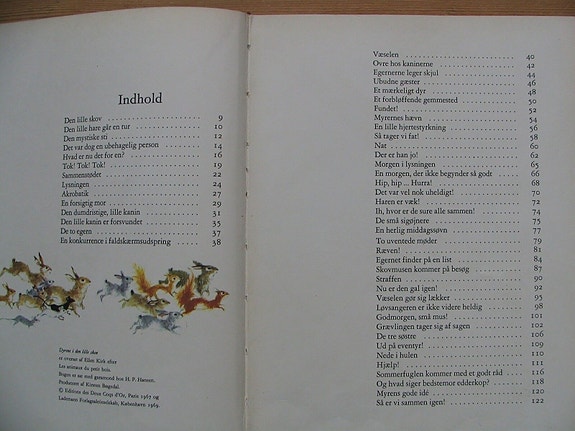 Indhold
Den lille skov 9
Den lille hare går en tur 10
Den mystiske sti 12
Det var dog en ubehagelig person 14
Hvad er nu det for en? 16
Tok! Tok! Tok! 19
Sammenstødet 22
Lysningen 24
Akrobatik 27
En forsigtig mor 29
Den dumdristige, lille kanin 31
Den lille kanin er forsvundet 35
De to egern 37
En konkurrence i faldskærmsudspring 38
Dyrene i den lille skov
er oversat af Ellen Kirk efter
Les animaux du petit bois.
Bogen er sat med garamond hos H. P. Hansen.
Produceret af Kirsten Bøgedal.
© Editions des Deux Coqs d'Or, Paris 1967 og
Lademann Forlagsaktieselskab, København 1969.
Væselen 40
Ovre hos kaninerne 42
Egernerne leger skjul 44
Ubudne gæster 46
Et mærkeligt dyr 48
Et forbløffende gemmested 50
Fundet! 52
Myrernes hævn 54
En lille hjertestyrkning 56
Så tager vi fat! 58
Nat 60
Der er han jo! 62
Morgen i lysningen 65
En morgen, der ikke begynder så godt 66
Hip, hip ... Hurra! 68
Det var vel nok uheldigt! 70
Haren er væk! 72
Ih, hvor er de sure alle sammen! 74
De små sigøjnere 75
En herlig middagssøvn 77
To uventede møder 79
Ræven! 81
Egernet finder på en list 84
Skovmusen kommer på besøg 87
Straffen 90
Nu er den gal igen! 92
Væselen gør sig lækker 95
Løvsangeren er ikke videre heldig 98
Godmorgen, små mus! 101
Grævlingen tager sig af sagen 102
De tre søstre 106
Ud på eventyr! 109
Nede i hulen 110
Hjælp! 111
Sommerfuglen kommer med et godt råd 116
Og hvad siger bedstemor edderkop? 118
Myrens gode idé 120
Så er vi sammen igen! 122